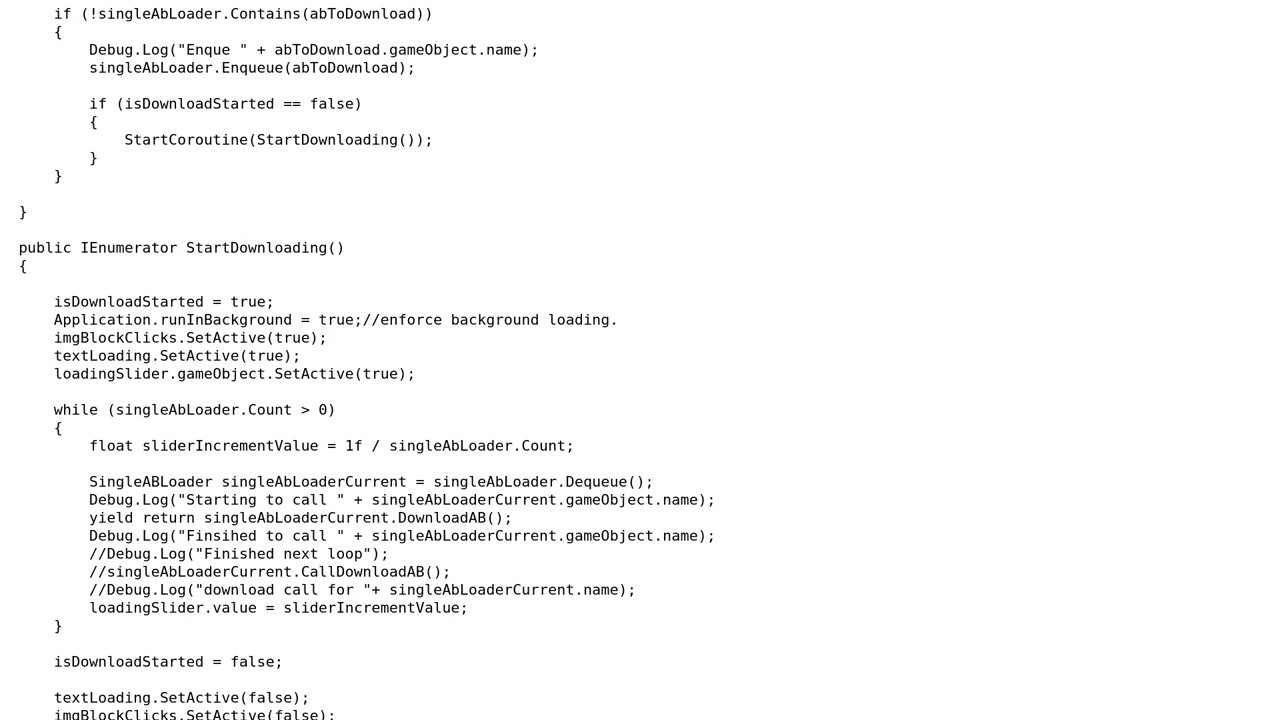 if (!singleAbLoader.Contains(abToDownload))
{
Debug.Log("Enque " + abToDownload.gameObject.name);
singleAbLoader.Enqueue(abToDownload);
if (isDownloadStarted == false)
{
StartCoroutine(StartDownloading());
}
}
}
public IEnumerator StartDownloading()
{
isDownloadStarted = true;
Application.runInBackground = true;//enforce background loading.
imgBlockClicks.SetActive(true);
textLoading.SetActive(true);
loadingSlider.gameObject.SetActive(true);
while (singleAbLoader.Count > 0)
{
float sliderIncrementValue = 1f / singleAbLoader.Count;
SingleABLoader singleAbLoaderCurrent = singleAbLoader.Dequeue();
Debug.Log("Starting to call " + singleAbLoaderCurrent.gameObject.name);
yield return singleAbLoaderCurrent.DownloadAB();
Debug.Log("Finsihed to call " + singleAbLoaderCurrent.gameObject.name);
//Debug.Log("Finished next loop");
//singleAbLoaderCurrent.CallDownloadAB();
//Debug.Log("download call for "+ singleAbLoaderCurrent.name);
loadingSlider.value = sliderIncrementValue;
}
isDownloadStarted = false;
textLoading.SetActive(false);
imgBlockClicks.SetActive(false);